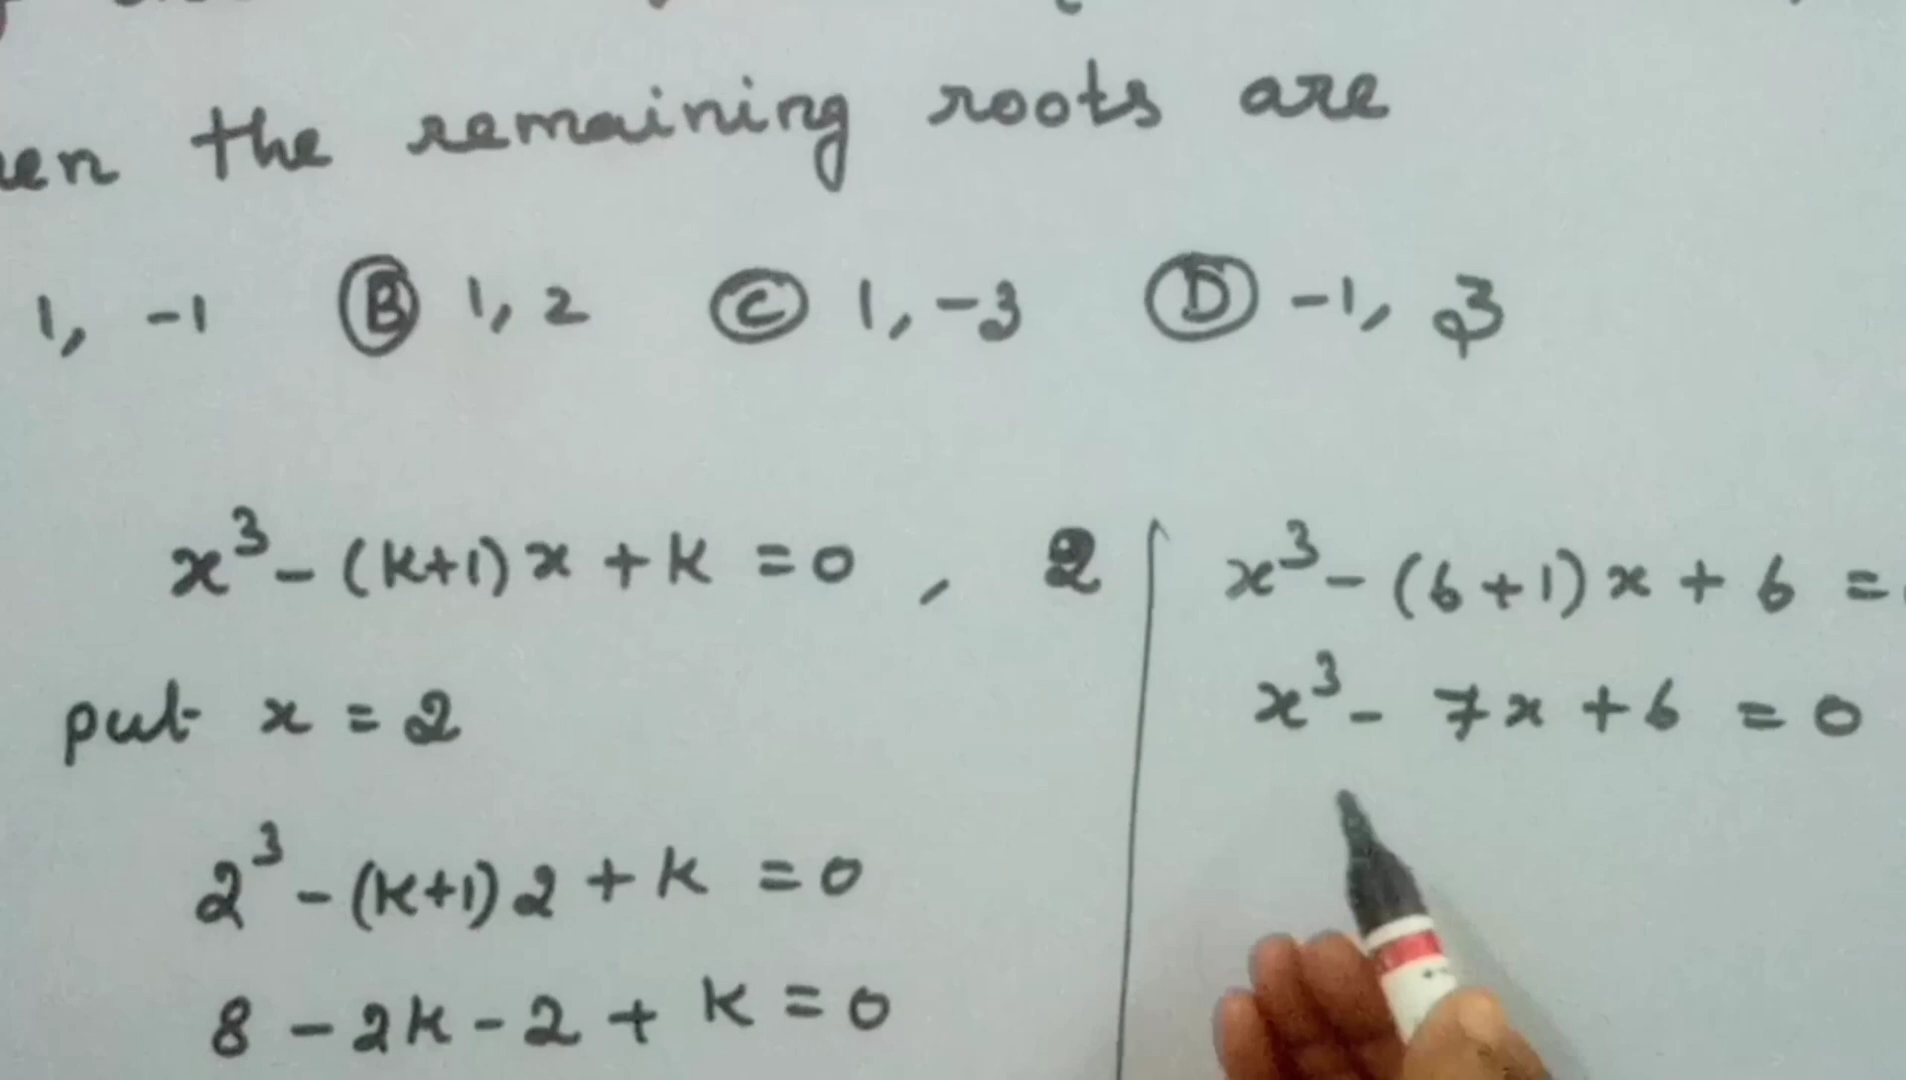 the remaining roots are
1, -1 Ⓑ 1, 2 Ⓒ 1, -3 Ⓓ -1, 3
x³ - (k+1) x + k = 0 , 2
put x = 2
2³ - (k+1) 2 + k = 0
8 - 2k - 2 + k = 0
x³ - (6+1) x + 6 =
x³ - 7x + 6 = 0